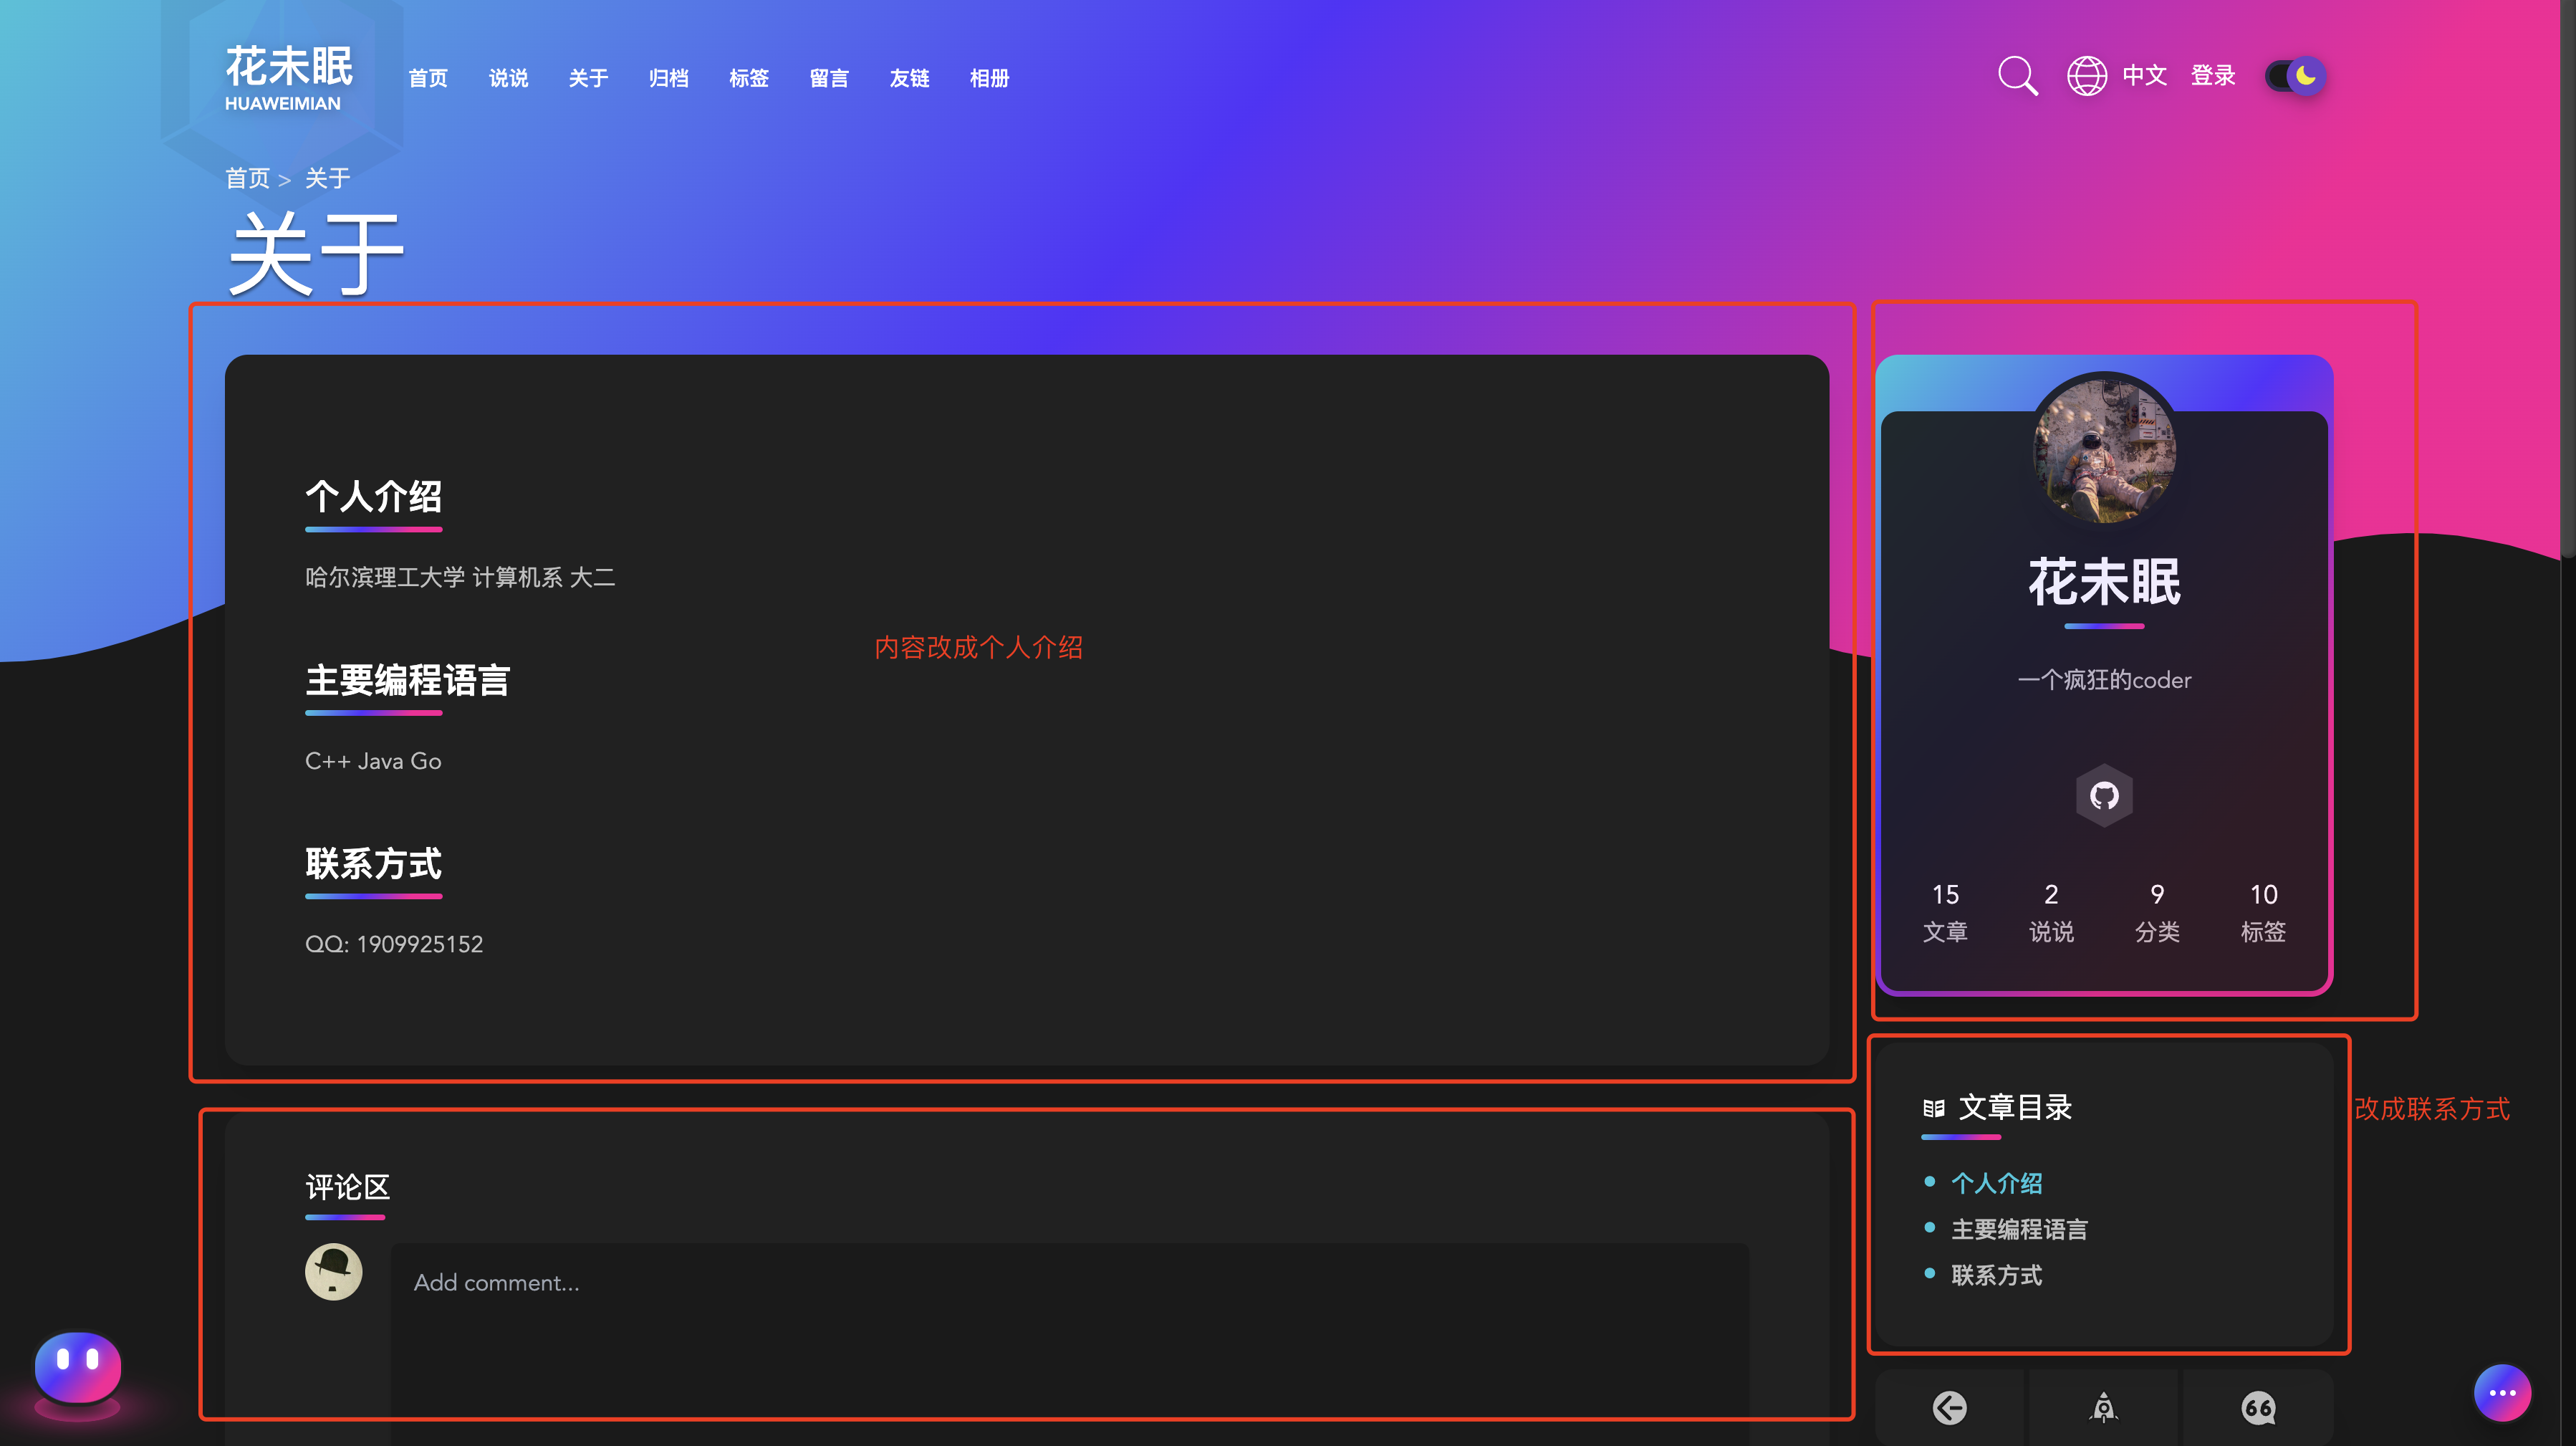 花未眠
HUAWEIMIAN
首页 说说 关于 归档 标签 留言 友链 相册
中文 登录
首页 > 关于
关于
个人介绍
哈尔滨理工大学 计算机系 大二
内容改成个人介绍
主要编程语言
C++ Java Go
联系方式
QQ: 1909925152
花未眠
一个疯狂的coder
15 2 9 10
文章 说说 分类 标签
文章目录
改成联系方式
个人介绍
主要编程语言
联系方式
评论区
Add comment...